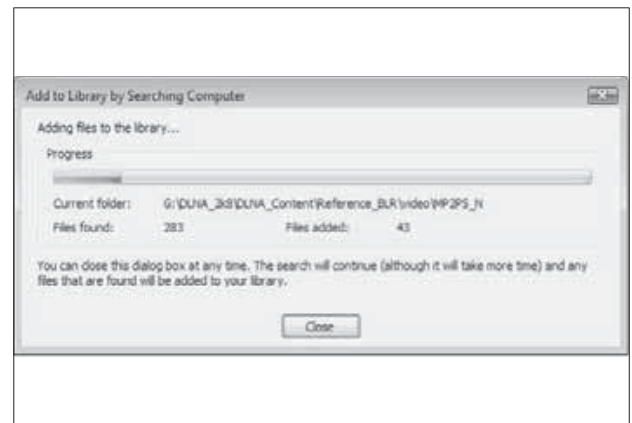 Add to Library by Searching Computer
Adding files to the library...
Progress
Current folder: G:\DLNA_2k8\DLNA_Content\Reference_BLR\video\MP2PS_N
Files found: 283 Files added: 43
You can close this dialog box at any time. The search will continue (although it will take more time) and any
files that are found will be added to your library.
Close